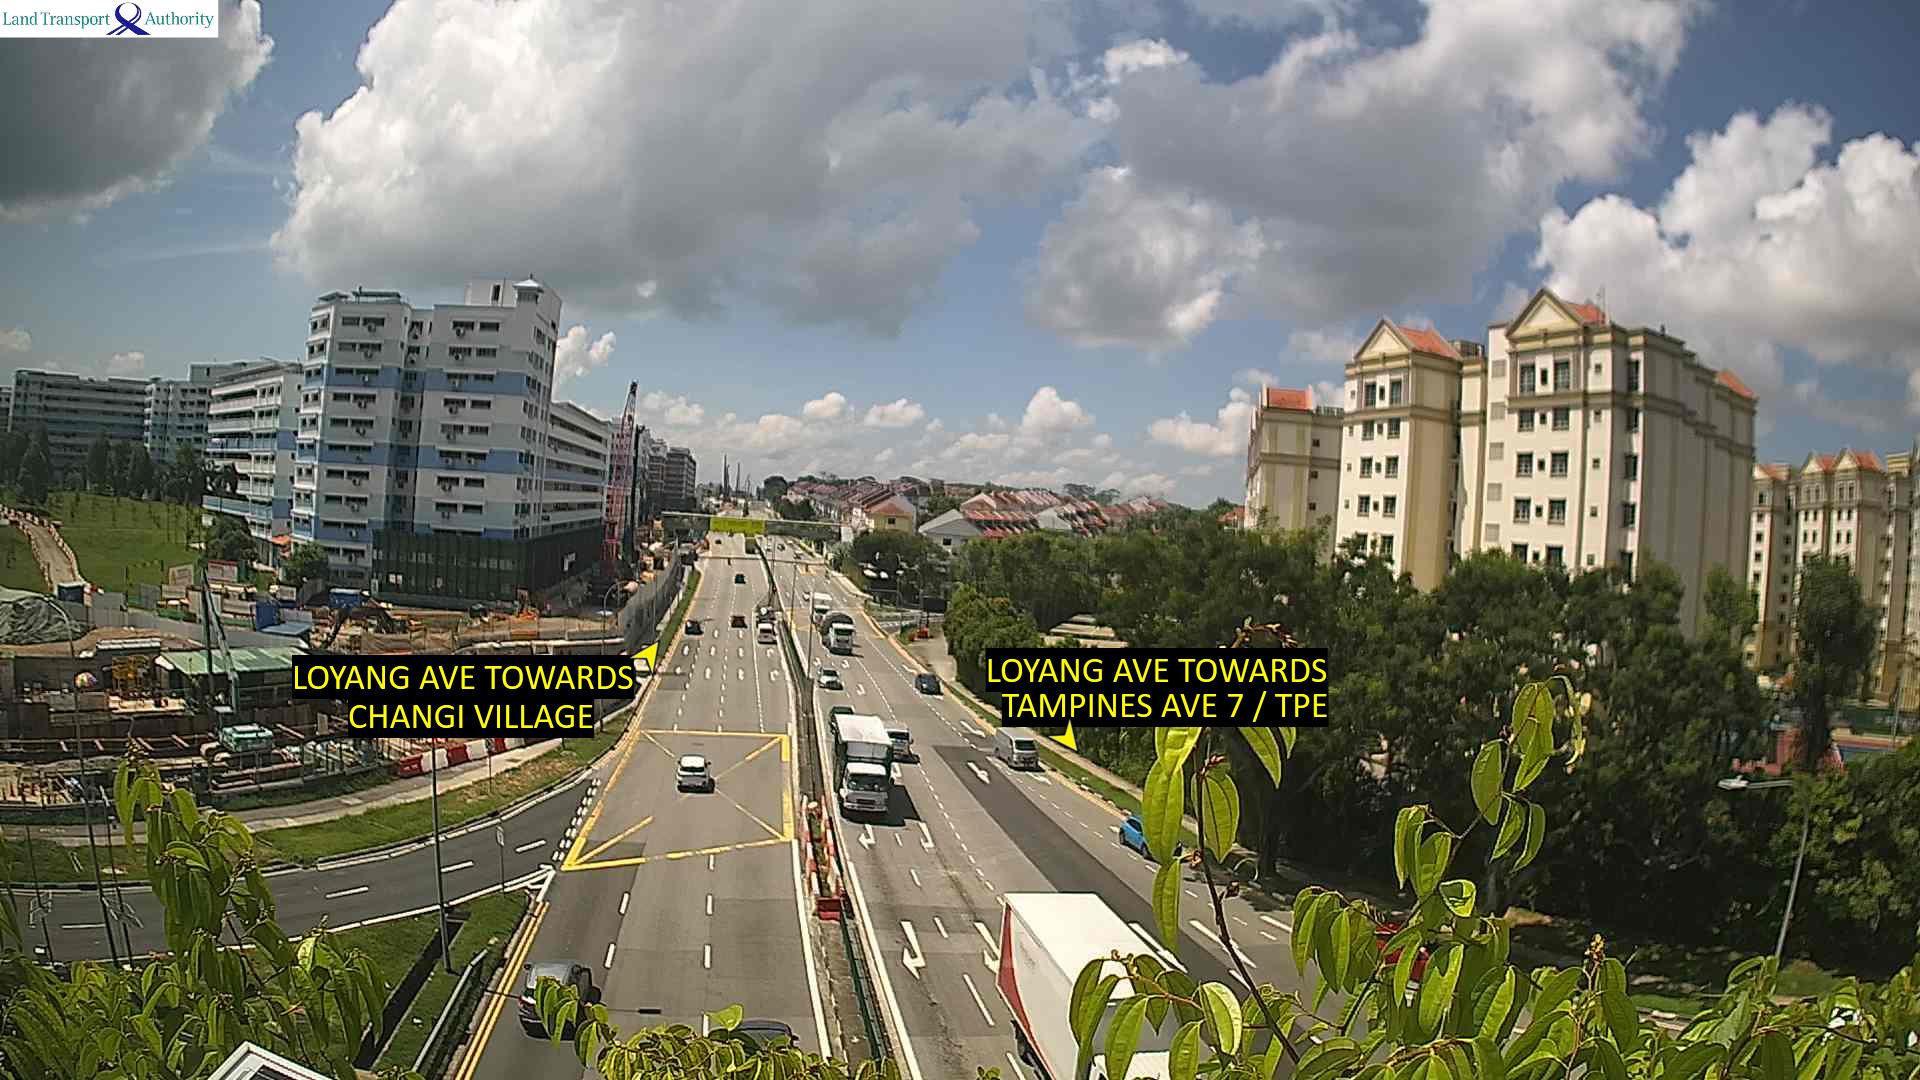 Land Transport Authority
LOYANG AVE TOWARDS
CHANGI VILLAGE
LOYANG AVE TOWARDS
TAMPINES AVE 7 / TPE